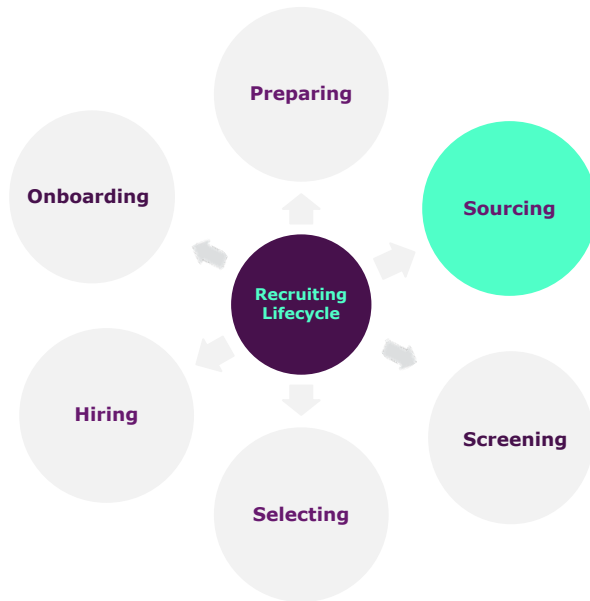 Preparing
Sourcing
Screening
Selecting
Hiring
Onboarding
Recruiting
Lifecycle